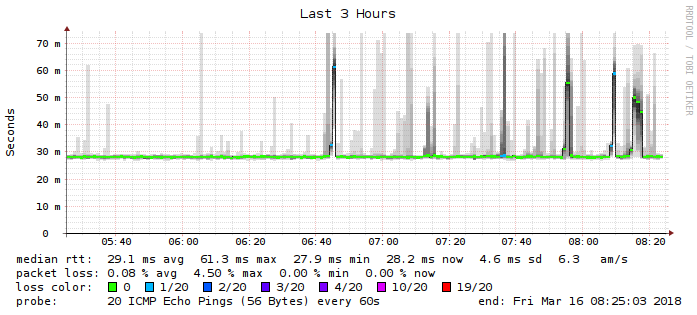 Last 3 Hours
RRDTOOL / TOBI OETIKER
Seconds
70 m
60 m
50 m
40 m
30 m
20 m
10 m
0
05:40 06:00 06:20 06:40 07:00 07:20 07:40 08:00 08:20
median rtt: 29.1 ms avg 61.3 ms max 27.9 ms min 28.2 ms now 4.6 ms sd 6.3 am/s
packet loss: 0.08 % avg 4.50 % max 0.00 % min 0.00 % now
loss color: 0 1/20 2/20 3/20 4/20 10/20 19/20
probe: 20 ICMP Echo Pings (56 Bytes) every 60s end: Fri Mar 16 08:25:03 2018